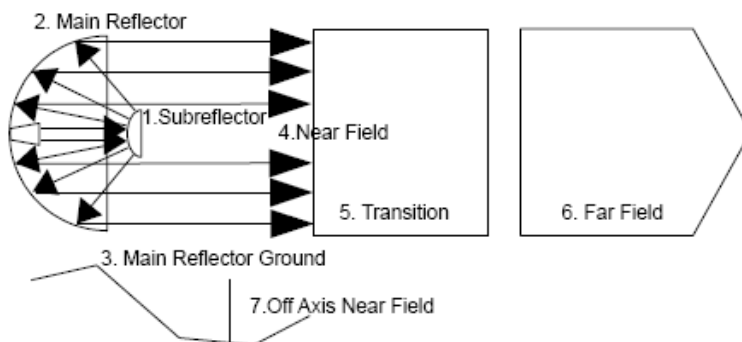 2. Main Reflector
1.Subreflector
4.Near Field
5. Transition
6. Far Field
3. Main Reflector Ground
7.Off Axis Near Field